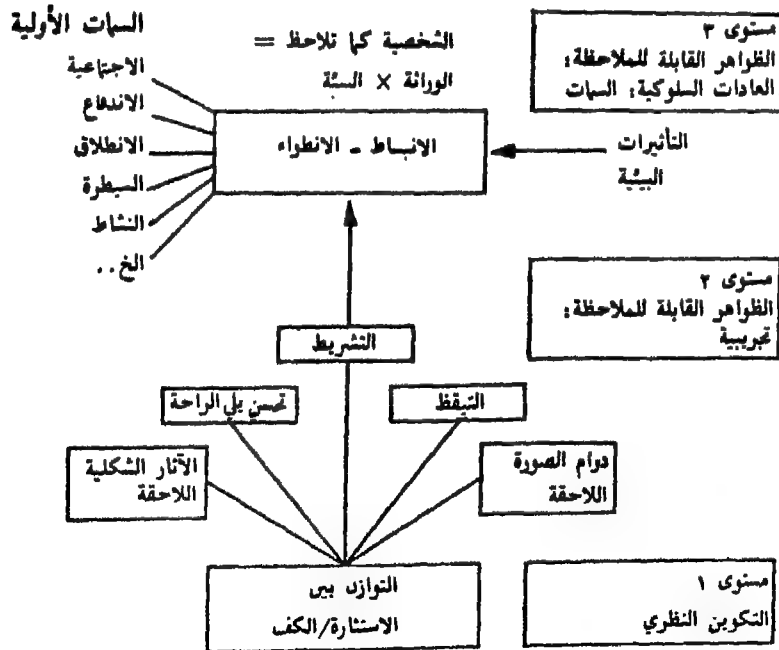 مستوى ٣
الظواهر القابلة للملاحظة:
العادات السلوكية: السمات
الشخصية كما تلاحظ =
الوراثة × السئة
السمات الأولية
الاجتماعية
الاندفاع
الانطلاق
السيطرة
النشاط
الخ..
الانبساط - الانطواء
التأثيرات
البيئية
مستوى ٢
الظواهر القابلة للملاحظة:
تجريبية
التشريط
التيقظ
تحسن يلي الراحة
دوام الصورة
اللاحقة
الآثار الشكلية
اللاحقة
مستوى ١
التكوين النظري
التوازن بين
الاستثارة/الكف